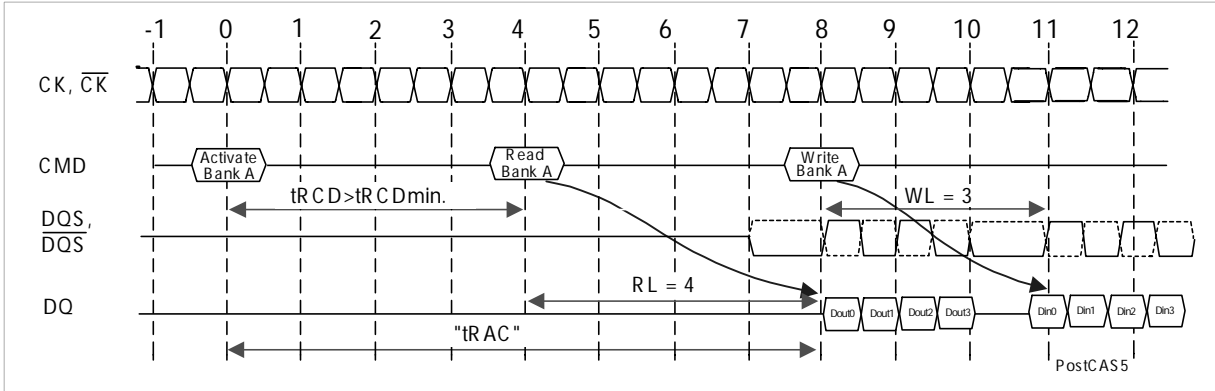 -1 0 1 2 3 4 5 6 7 8 9 10 11 12
CK, CK
CMD
Activate
Bank A
Read
Bank A
Write
Bank A
tRCD>tRCDmin.
WL = 3
DQS,
DQS
RL = 4
DQ
Dout0 Dout1 Dout2 Dout3
Din0 Din1 Din2 Din3
"tRAC"
PostCAS5